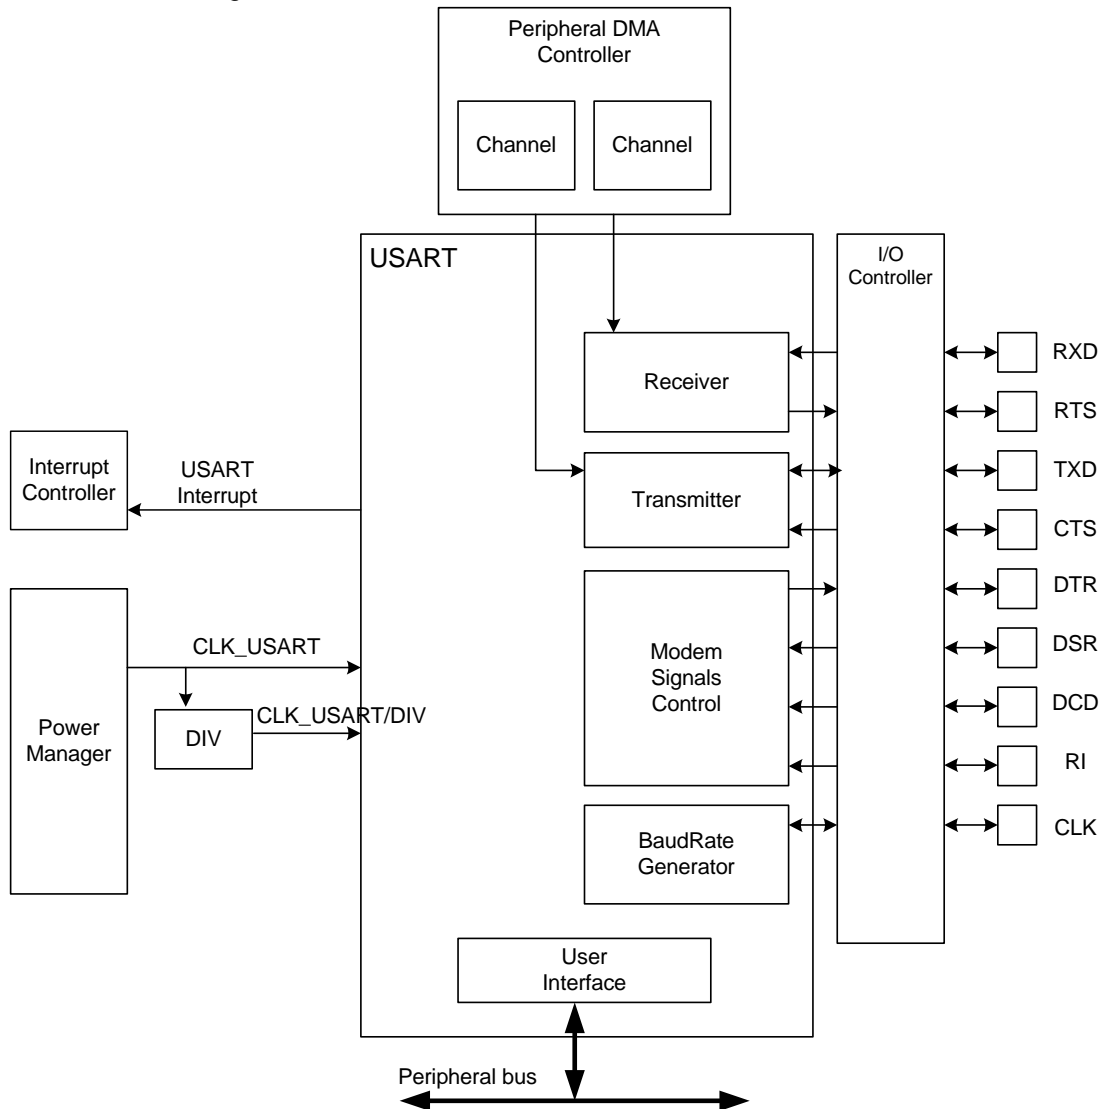 Peripheral DMA
Controller
Channel
Channel
USART
I/O
Controller
Receiver
RXD
RTS
Interrupt
Controller
USART
Interrupt
Transmitter
TXD
CTS
Power
Manager
CLK_USART
DIV
CLK_USART/DIV
Modem
Signals
Control
DTR
DSR
DCD
RI
BaudRate
Generator
CLK
User
Interface
Peripheral bus